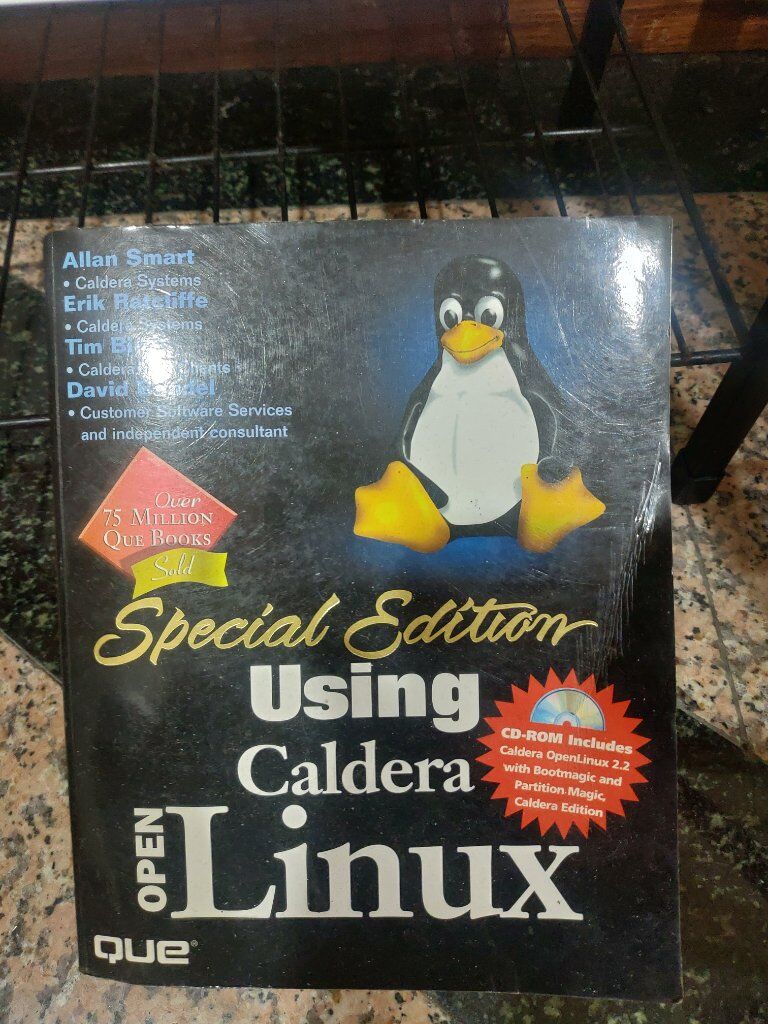 Allan Smart
• Caldera Systems
Erik Ratcliffe
• Caldera Systems
Tim
• Caldera
David
• Customer Software Services
and independent consultant
Over
75 MILLION
QUE BOOKS
Sold
Special Edition
Using
Caldera
OPEN
Linux
CD-ROM Includes
Caldera OpenLinux 2.2
with Bootmagic and
Partition Magic,
Caldera Edition
QUE®